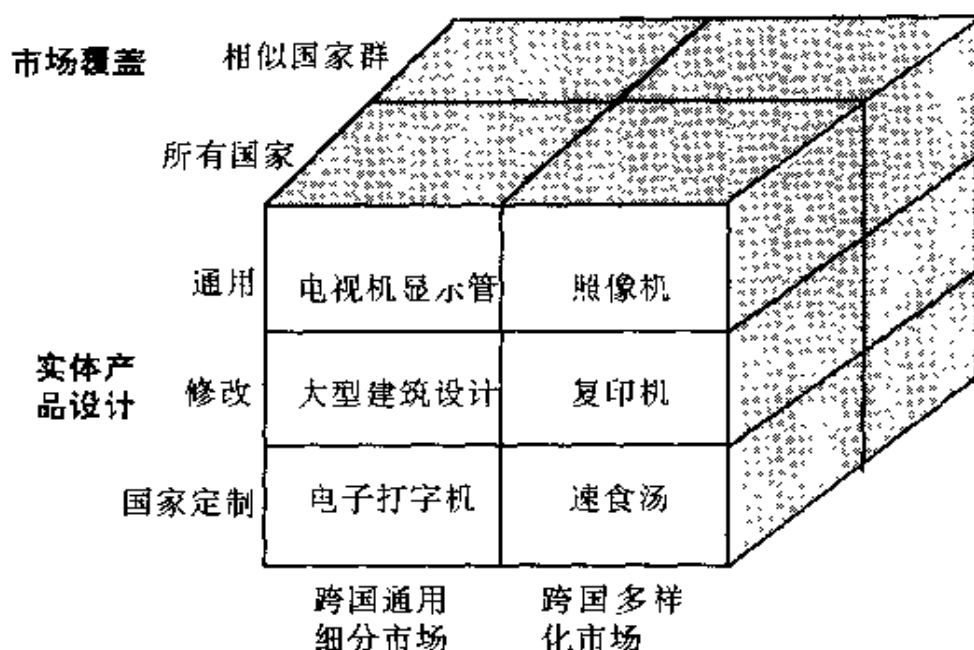 市场覆盖
相似国家群
所有国家
通用
电视机显示管
照像机
实体产
品设计
修改
大型建筑设计
复印机
国家定制
电子打字机
速食汤
跨国通用
细分市场
跨国多样
化市场